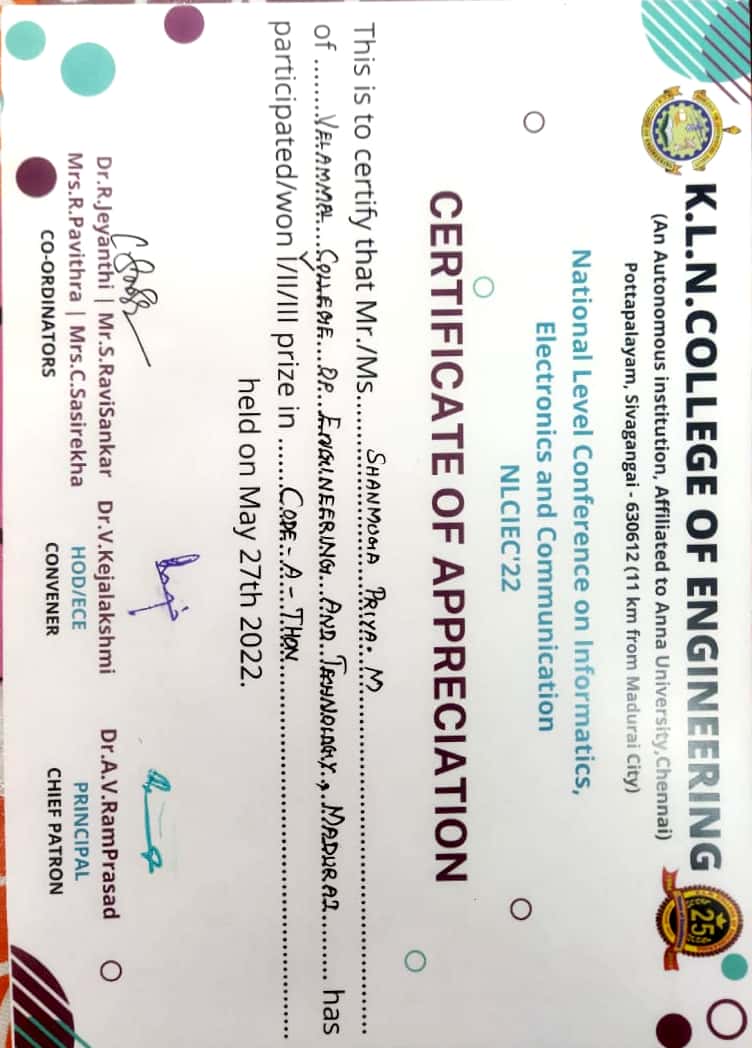 K.L.N.COLLEGE OF ENGINEERING
25
(An Autonomous institution, Affiliated to Anna University,Chennai)
Pottapalayam, Sivagangai - 630612 (11 km from Madurai City)
National Level Conference on Informatics,
Electronics and Communication
NLCIEC'22
CERTIFICATE OF APPRECIATION
This is to certify that Mr./Ms. SHANMUGA PRIYA. M
of VELAMMAL COLLEGE OF ENGINEERING AND TECHNOLOGY, MADURAI has
participated/won I/II/III prize in CODE-A-THON
held on May 27th 2022.
Dr.R.Jeyanthi | Mr.S.RaviSankar Dr.V.Kejalakshmi Dr.A.V.RamPrasad
Mrs.R.Pavithra | Mrs.C.Sasirekha HOD/ECE PRINCIPAL
CO-ORDINATORS CONVENER CHIEF PATRON